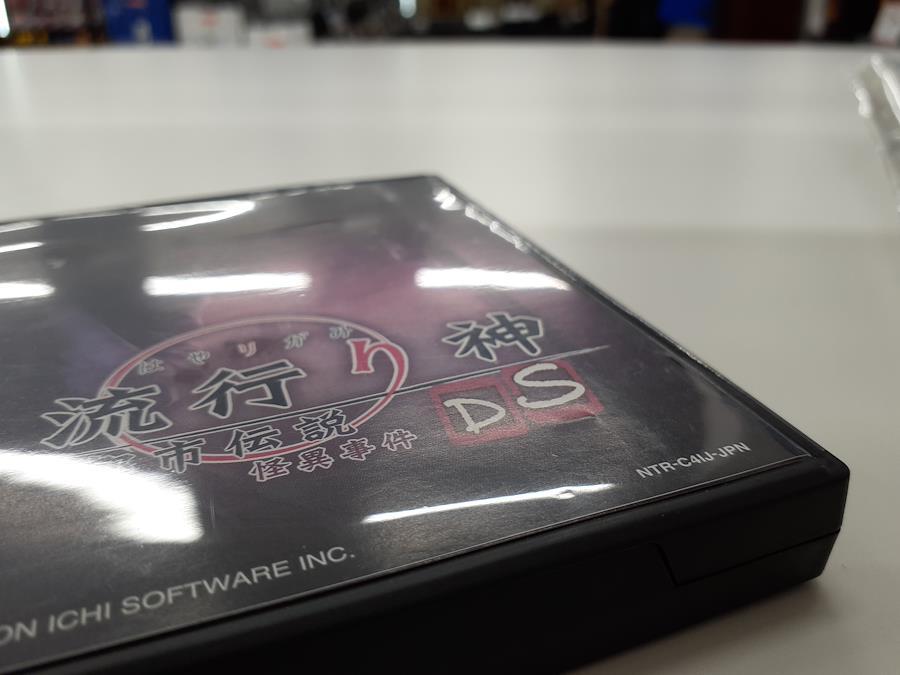 はやりがみ
流行り神
市伝説
怪異事件
DS
NTR-C4IJ-JPN
ON ICHI SOFTWARE INC.